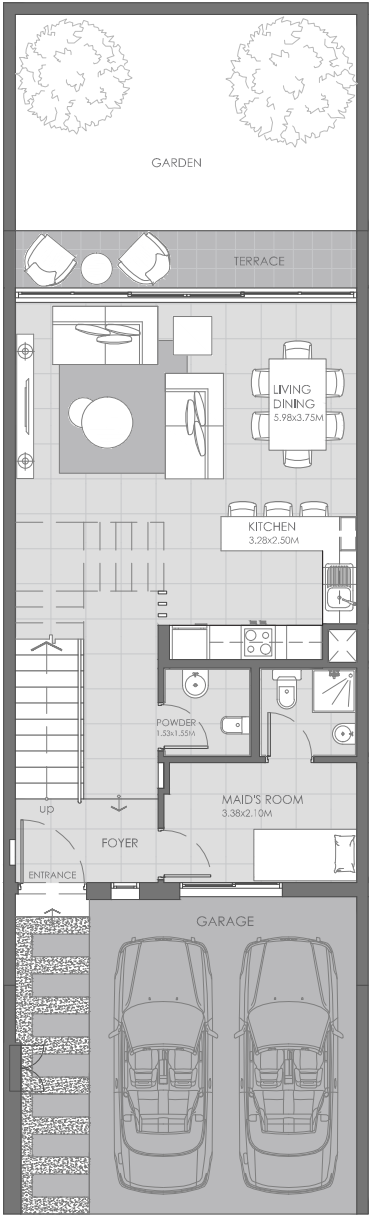 GARDEN
TERRACE
LIVING
DINING
5.98x3.75M
KITCHEN
3.28x2.50M
POWDER
1.53x1.55M
MAID'S ROOM
3.38x2.10M
up
FOYER
ENTRANCE
GARAGE